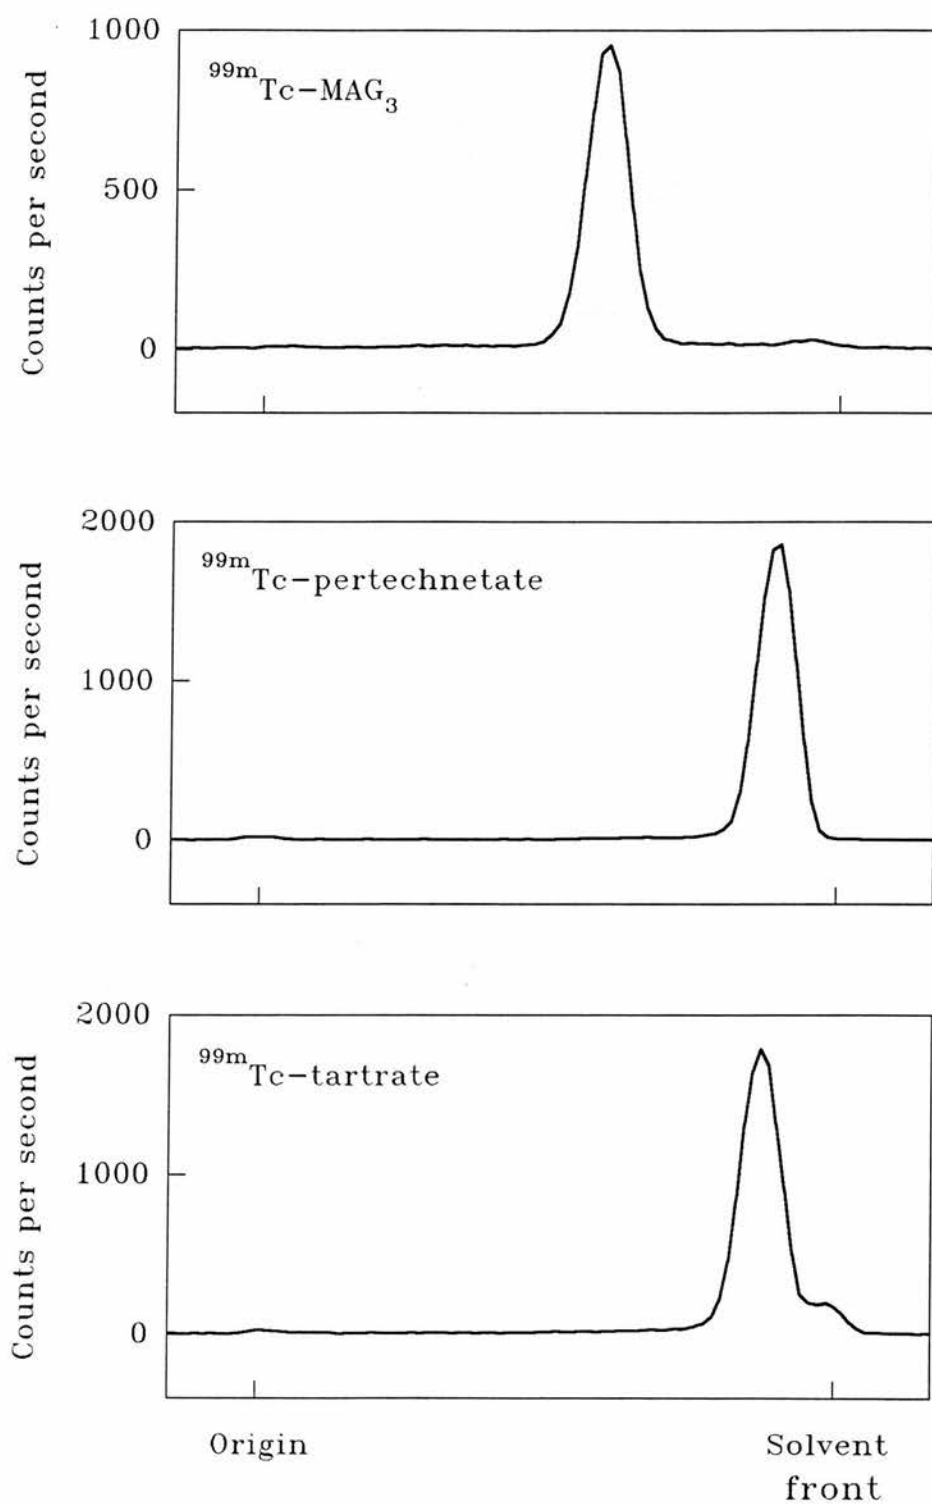 1000
⁹⁹ᵐTc-MAG₃
500
0
Counts per second
2000
⁹⁹ᵐTc-pertechnetate
1000
0
Counts per second
2000
⁹⁹ᵐTc-tartrate
1000
0
Counts per second
Origin
Solvent
front